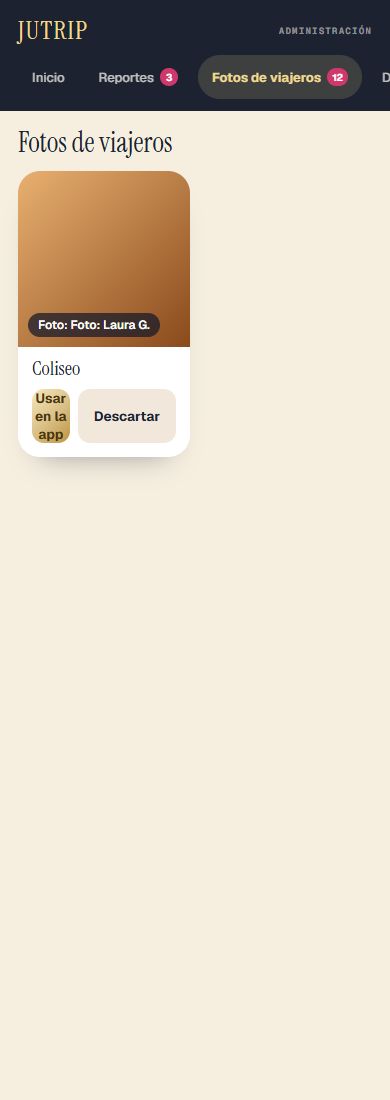 JUTRIP
ADMINISTRACIÓN
Inicio
Reportes 3
Fotos de viajeros 12
D
Fotos de viajeros
Foto: Foto: Laura G.
Coliseo
Usar
en la
app
Descartar